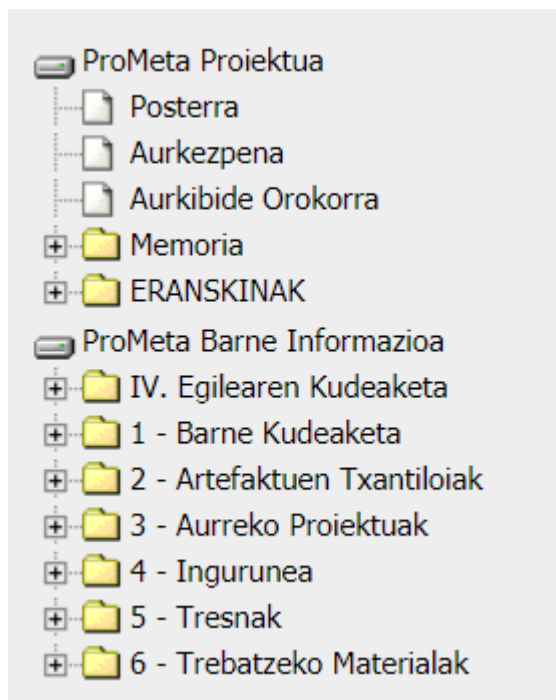 ProMeta Proiektua
Posterra
Aurkezpena
Aurkibide Orokorra
Memoria
ERANSKINAK
ProMeta Barne Informazioa
IV. Egilearen Kudeaketa
1 - Barne Kudeaketa
2 - Artefaktuen Txantiloiak
3 - Aurreko Proiektuak
4 - Ingurunea
5 - Tresnak
6 - Trebatzeko Materialak